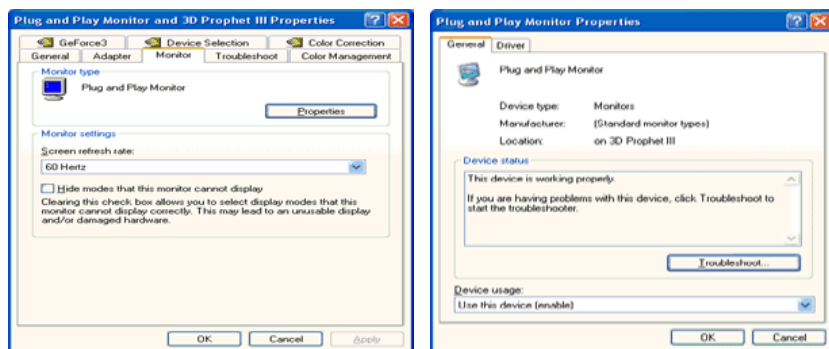 Plug and Play Monitor and 3D Prophet III Properties
GeForce3 Device Selection Color Correction
General Adapter Monitor Troubleshoot Color Management
Monitor type
Plug and Play Monitor
Properties
Monitor settings
Screen refresh rate:
60 Hertz
Hide modes that this monitor cannot display
Clearing this check box allows you to select display modes that this
monitor cannot display correctly. This may lead to an unusable display
and/or damaged hardware.
OK Cancel Apply
Plug and Play Monitor Properties
General Driver
Plug and Play Monitor
Device type: Monitors
Manufacturer: (Standard monitor types)
Location: on 3D Prophet III
Device status
This device is working properly.
If you are having problems with this device, click Troubleshoot to
start the troubleshooter.
Troubleshoot...
Device usage:
Use this device (enable)
OK Cancel